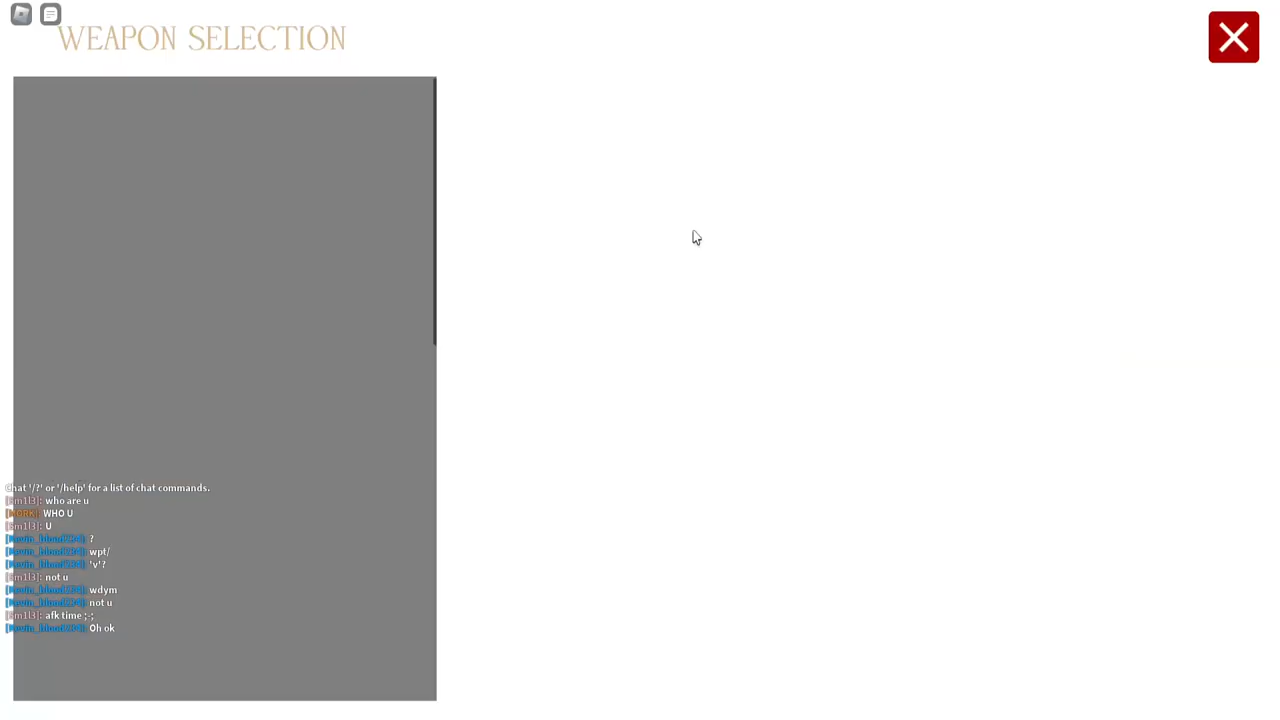 WEAPON SELECTION
Chat '/?' or '/help' for a list of chat commands.
who are u
WHO U
U
?
wpt/
'v'?
not u
wdym
not u
afk time ;-;
Oh ok